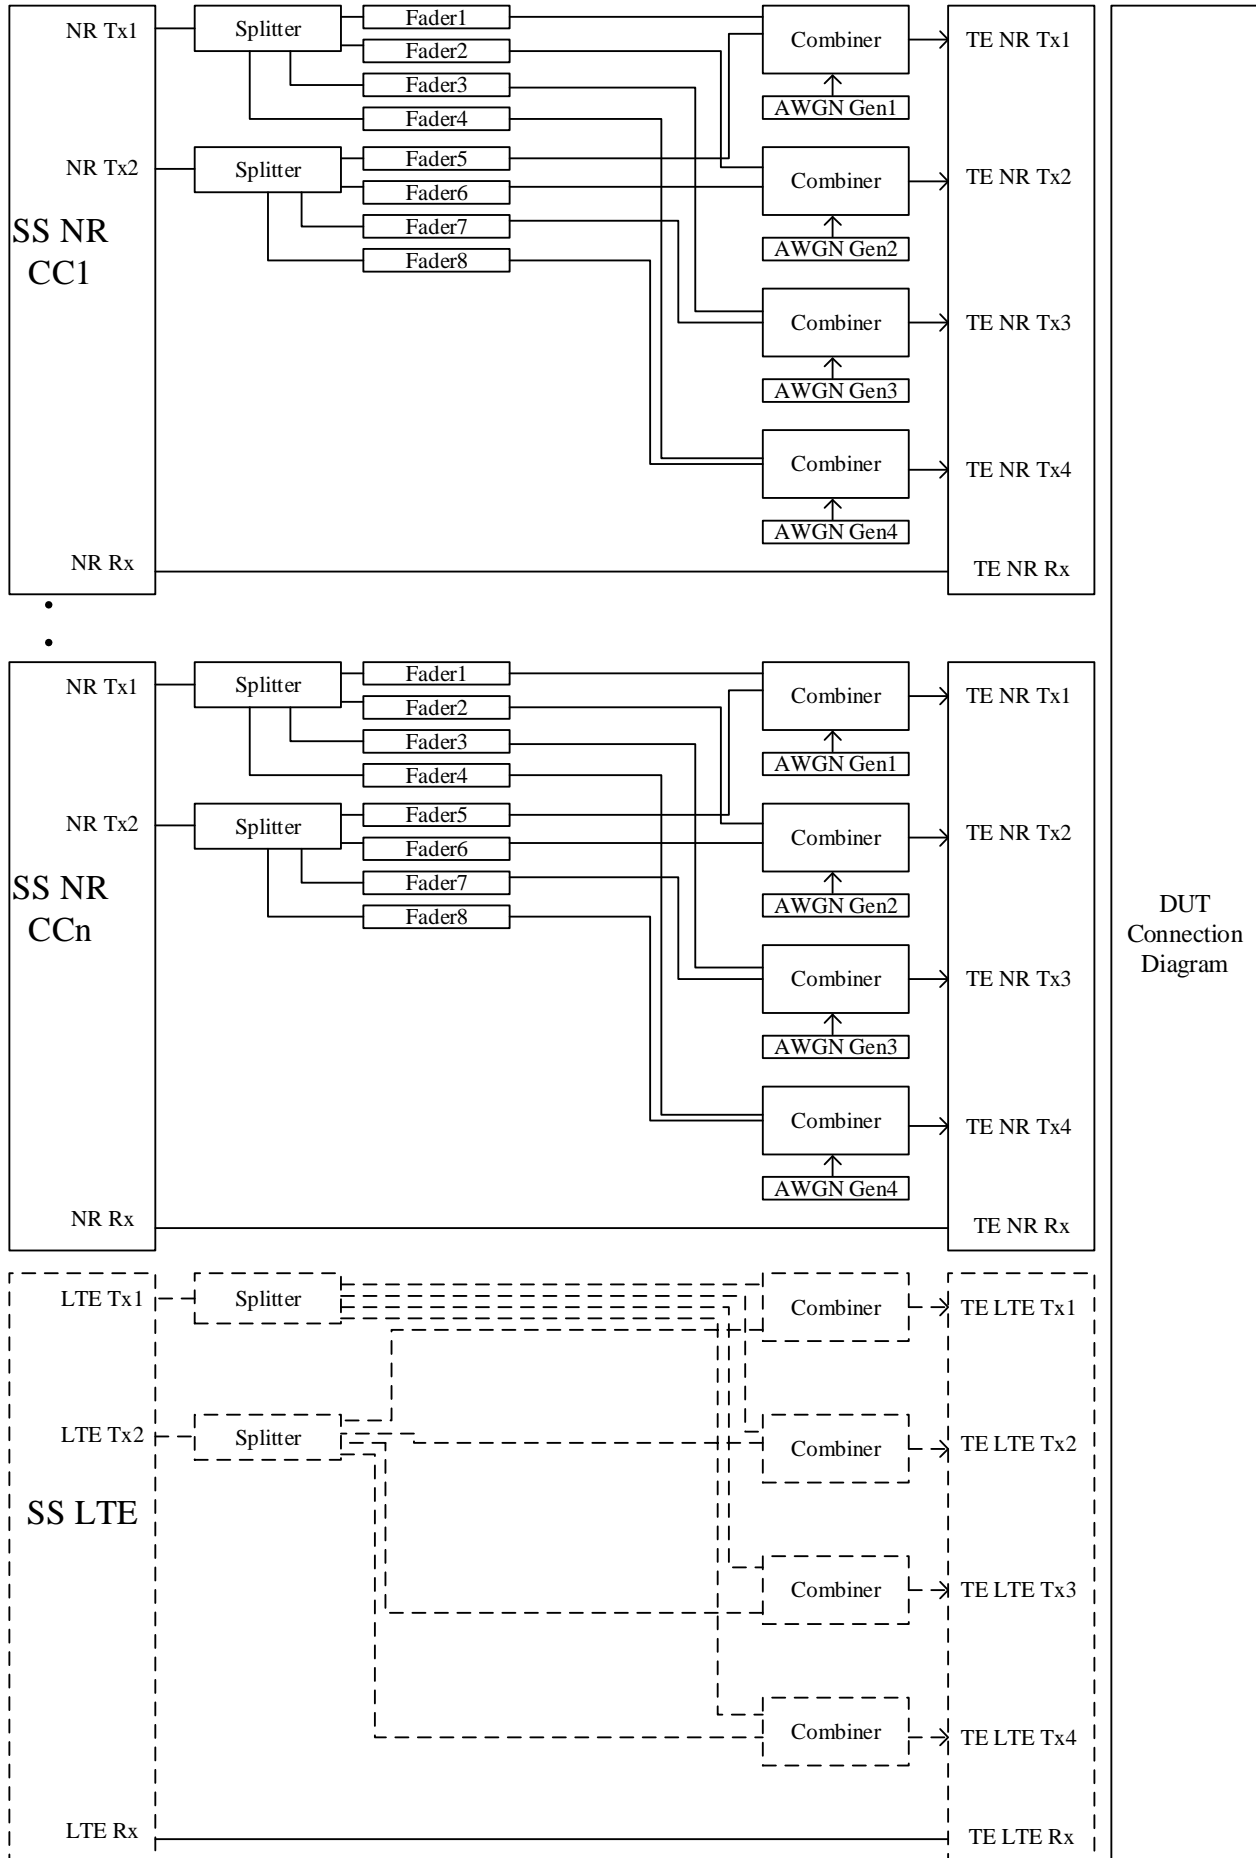 NR Tx1
Splitter
Fader1
Fader2
Fader3
Fader4
Combiner
AWGN Gen1
TE NR Tx1
NR Tx2
Splitter
Fader5
Fader6
Fader7
Fader8
Combiner
AWGN Gen2
TE NR Tx2
SS NR
CC1
Combiner
AWGN Gen3
TE NR Tx3
Combiner
AWGN Gen4
TE NR Tx4
NR Rx
TE NR Rx
NR Tx1
Splitter
Fader1
Fader2
Fader3
Fader4
Combiner
AWGN Gen1
TE NR Tx1
NR Tx2
Splitter
Fader5
Fader6
Fader7
Fader8
Combiner
AWGN Gen2
TE NR Tx2
SS NR
CCn
Combiner
AWGN Gen3
TE NR Tx3
Combiner
AWGN Gen4
TE NR Tx4
NR Rx
TE NR Rx
DUT
Connection
Diagram
LTE Tx1
Splitter
Combiner
TE LTE Tx1
LTE Tx2
Splitter
Combiner
TE LTE Tx2
SS LTE
Combiner
TE LTE Tx3
Combiner
TE LTE Tx4
LTE Rx
TE LTE Rx